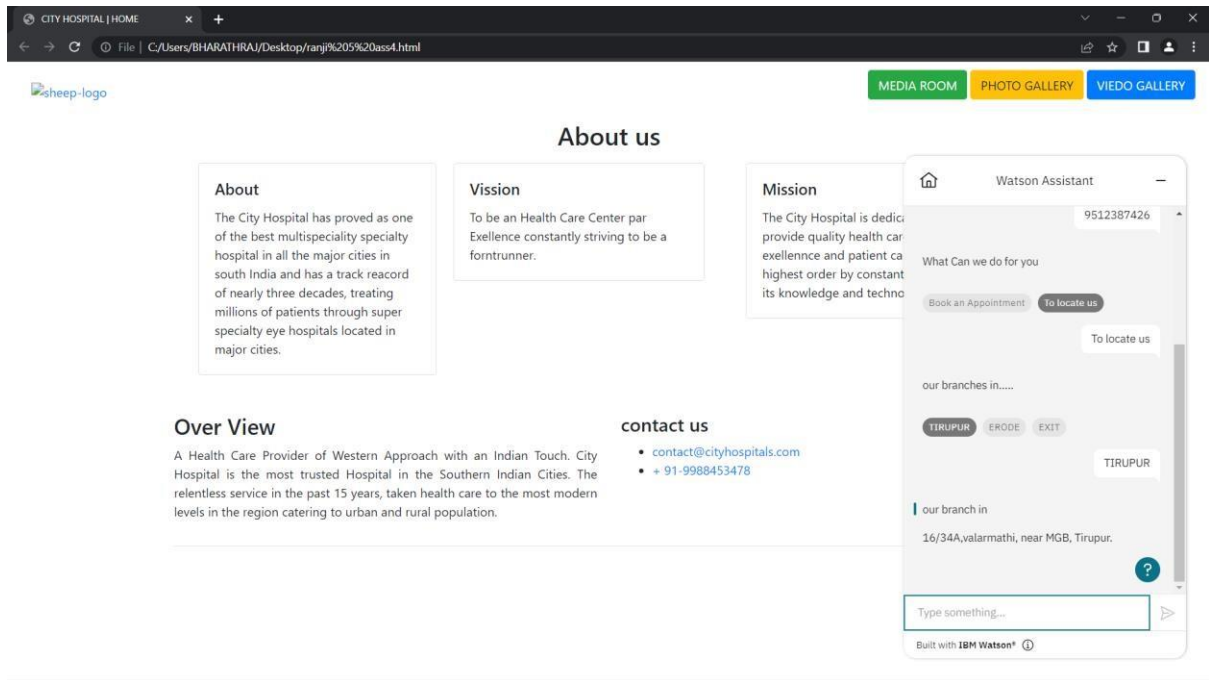 CITY HOSPITAL | HOME
File | C:/Users/BHARATHRAJ/Desktop/ranji%205%20ass4.html
sheep-logo
MEDIA ROOM
PHOTO GALLERY
VIEDO GALLERY
About us
About
The City Hospital has proved as one
of the best multispeciality specialty
hospital in all the major cities in
south India and has a track reacord
of nearly three decades, treating
millions of patients through super
specialty eye hospitals located in
major cities.
Vission
To be an Health Care Center par
Exellence constantly striving to be a
forntrunner.
Mission
The City Hospital is dedica
provide quality health car
exellennce and patient ca
highest order by constant
its knowledge and techno
Over View
A Health Care Provider of Western Approach with an Indian Touch. City
Hospital is the most trusted Hospital in the Southern Indian Cities. The
relentless service in the past 15 years, taken health care to the most modern
levels in the region catering to urban and rural population.
contact us
contact@cityhospitals.com
+ 91-9988453478
Watson Assistant
9512387426
What Can we do for you
Book an Appointment
To locate us
To locate us
our branches in.....
TIRUPUR
ERODE
EXIT
TIRUPUR
our branch in
16/34A,valarmathi, near MGB, Tirupur.
?
Type something...
Built with IBM Watson®